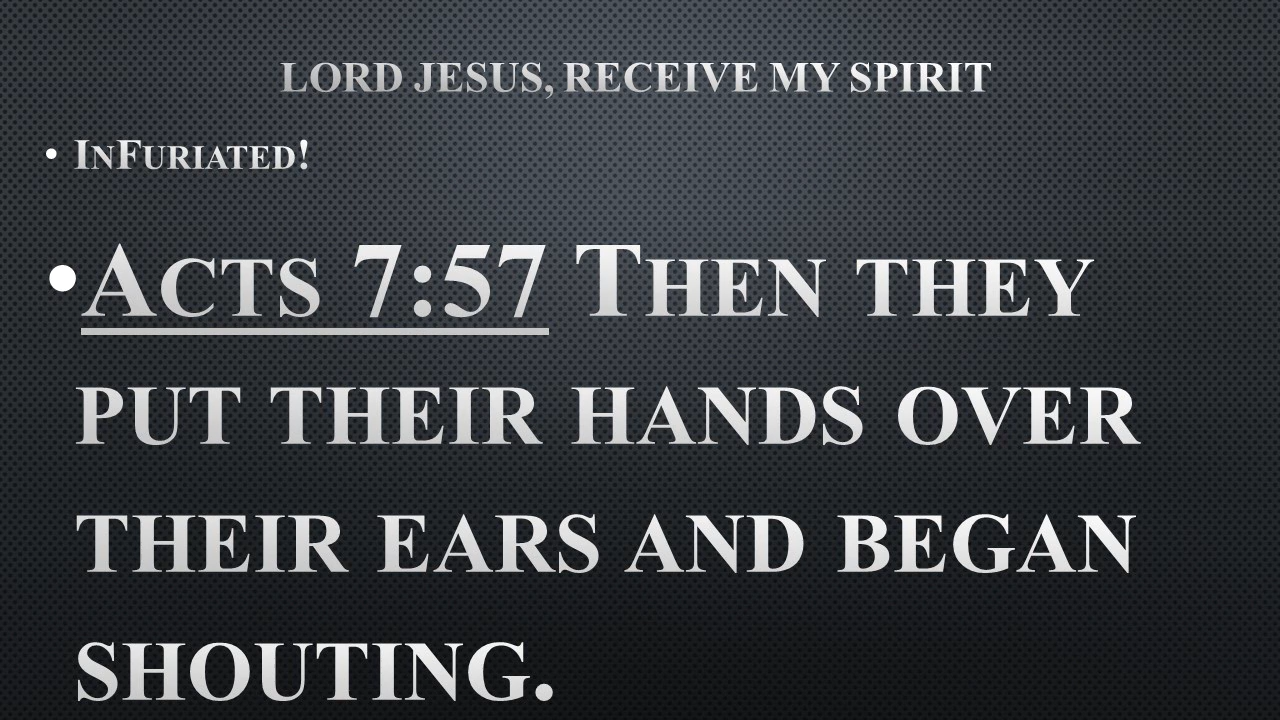 LORD JESUS, RECEIVE MY SPIRIT
• INFURIATED!
• ACTS 7:57 THEN THEY
PUT THEIR HANDS OVER
THEIR EARS AND BEGAN
SHOUTING.